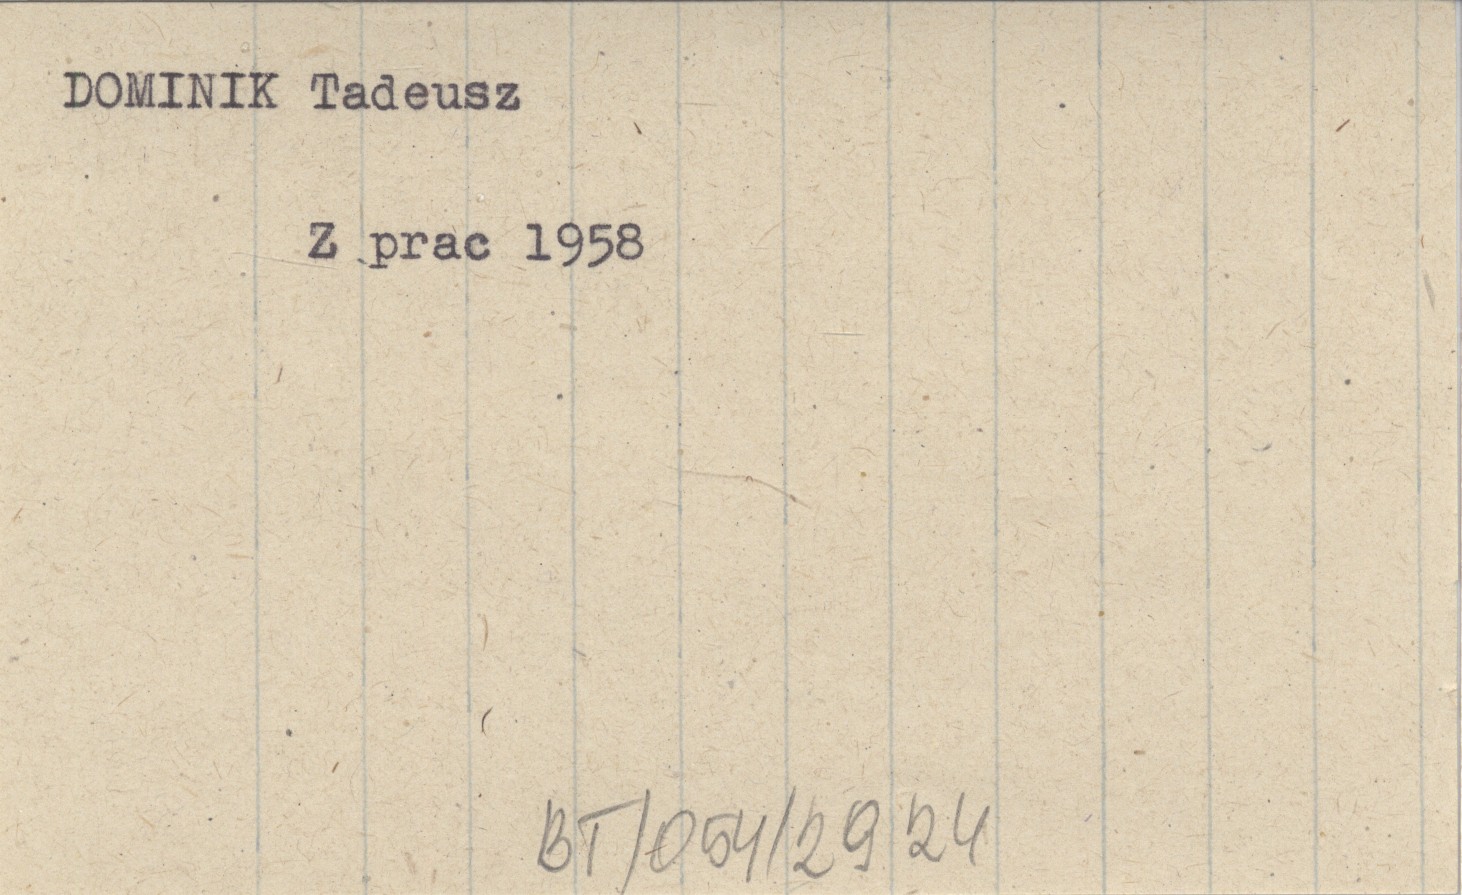 DOMINIK Tadeusz
Z prac 1958
BT/054/2924